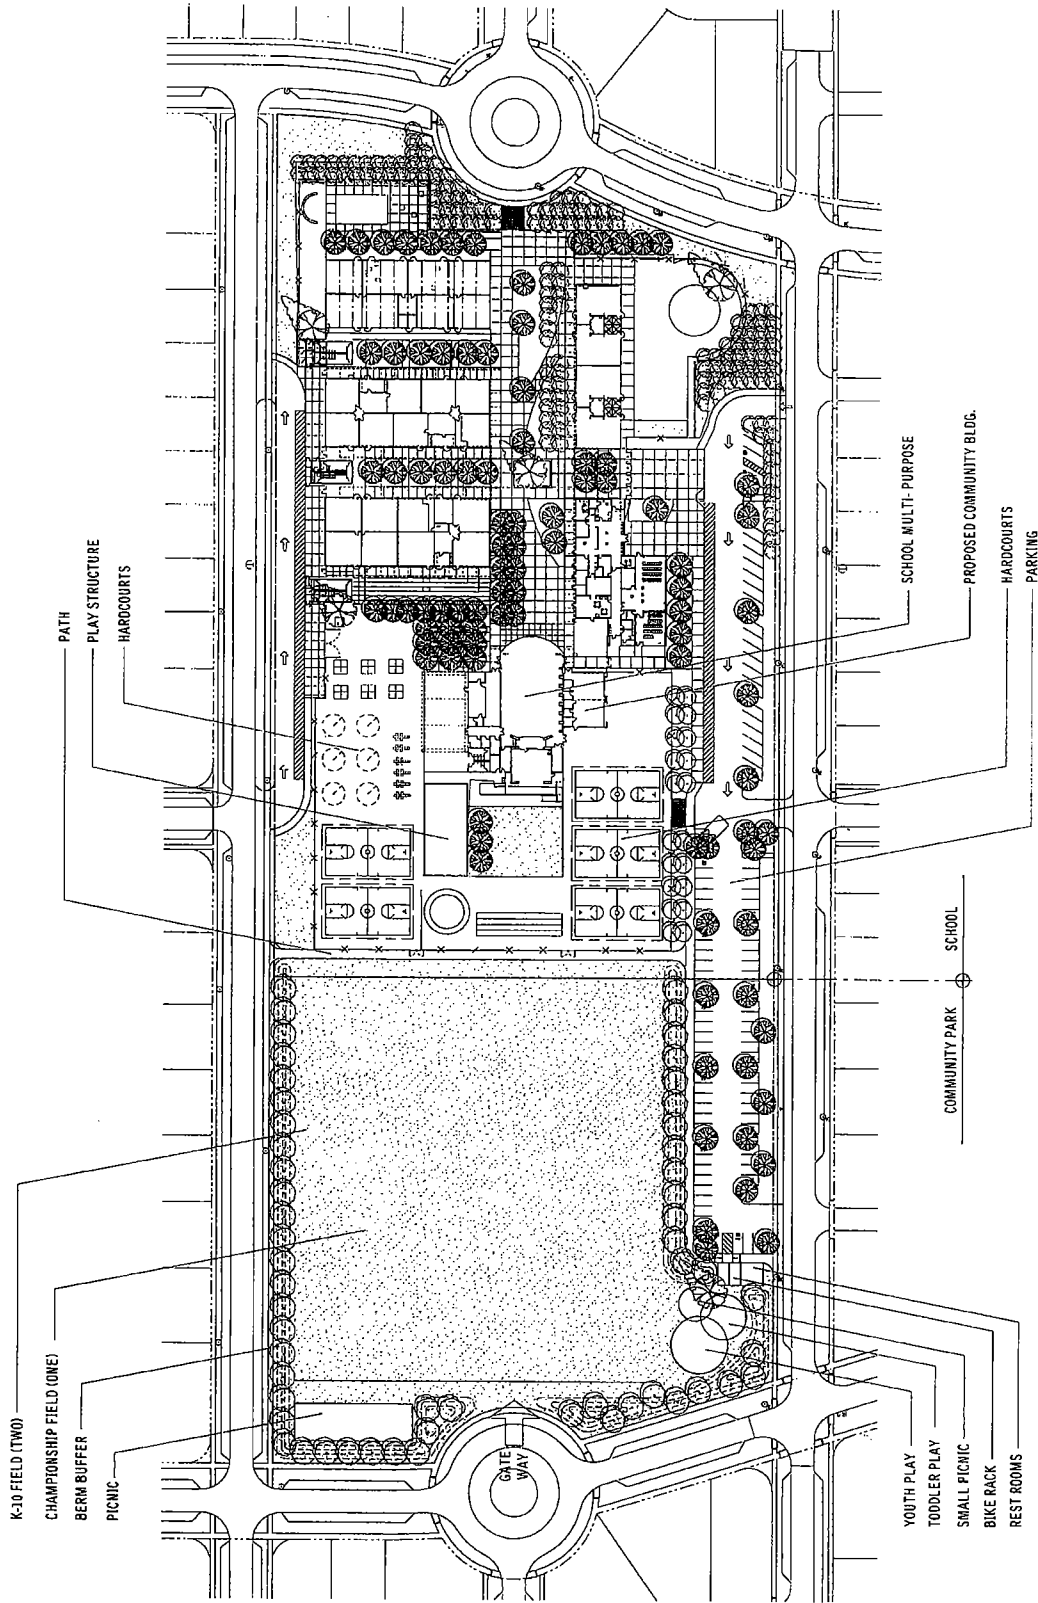 K-10 FIELD (TWO)
CHAMPIONSHIP FIELD (ONE)
BERM BUFFER
PICNIC
PATH
PLAY STRUCTURE
HARDCOURTS
GATE
WAY
YOUTH PLAY
TODDLER PLAY
SMALL PICNIC
BIKE RACK
REST ROOMS
COMMUNITY PARK
SCHOOL
SCHOOL MULTI-PURPOSE
PROPOSED COMMUNITY BLDG.
HARDCOURTS
PARKING